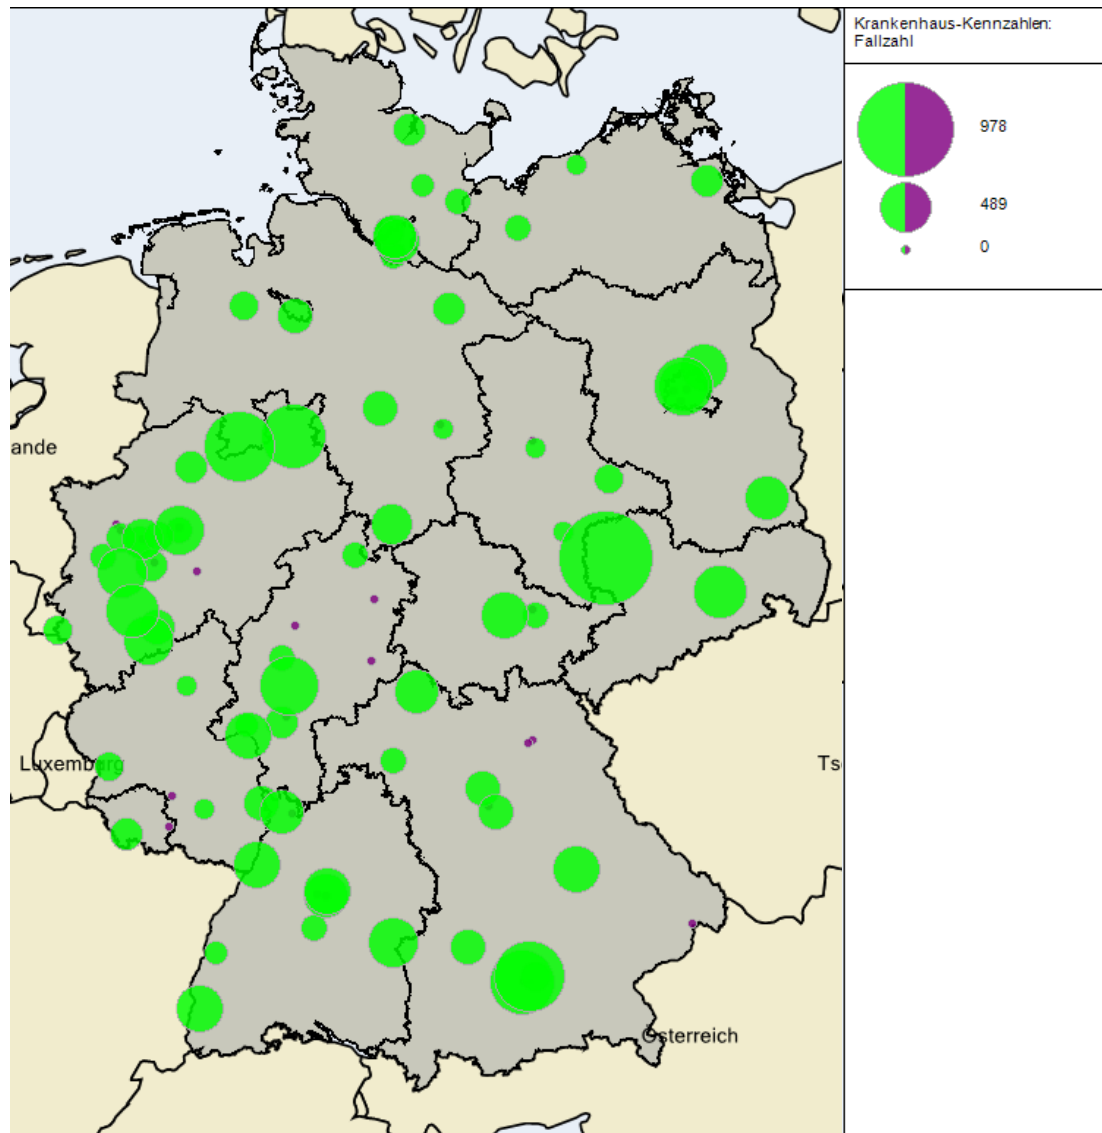 Krankenhaus-Kennzahlen:
Fallzahl
978
489
0
ande
Luxemburg
Ts
Österreich